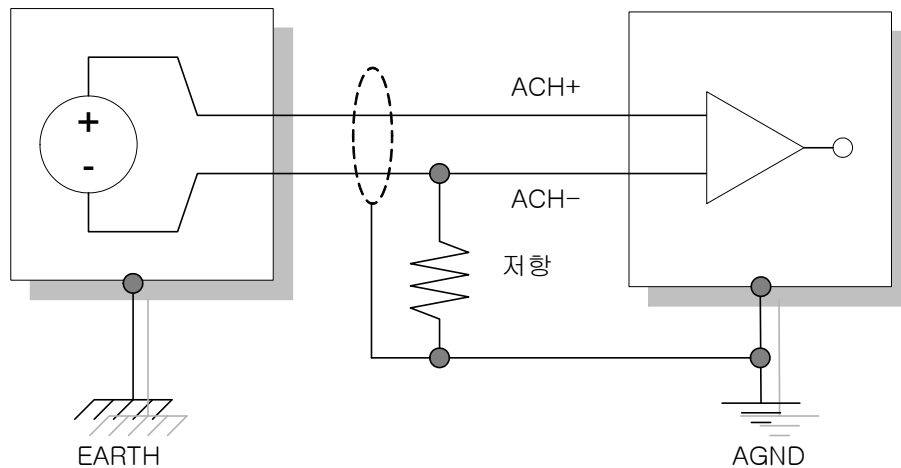 ACH+
+
-
ACH-
저항
EARTH
AGND